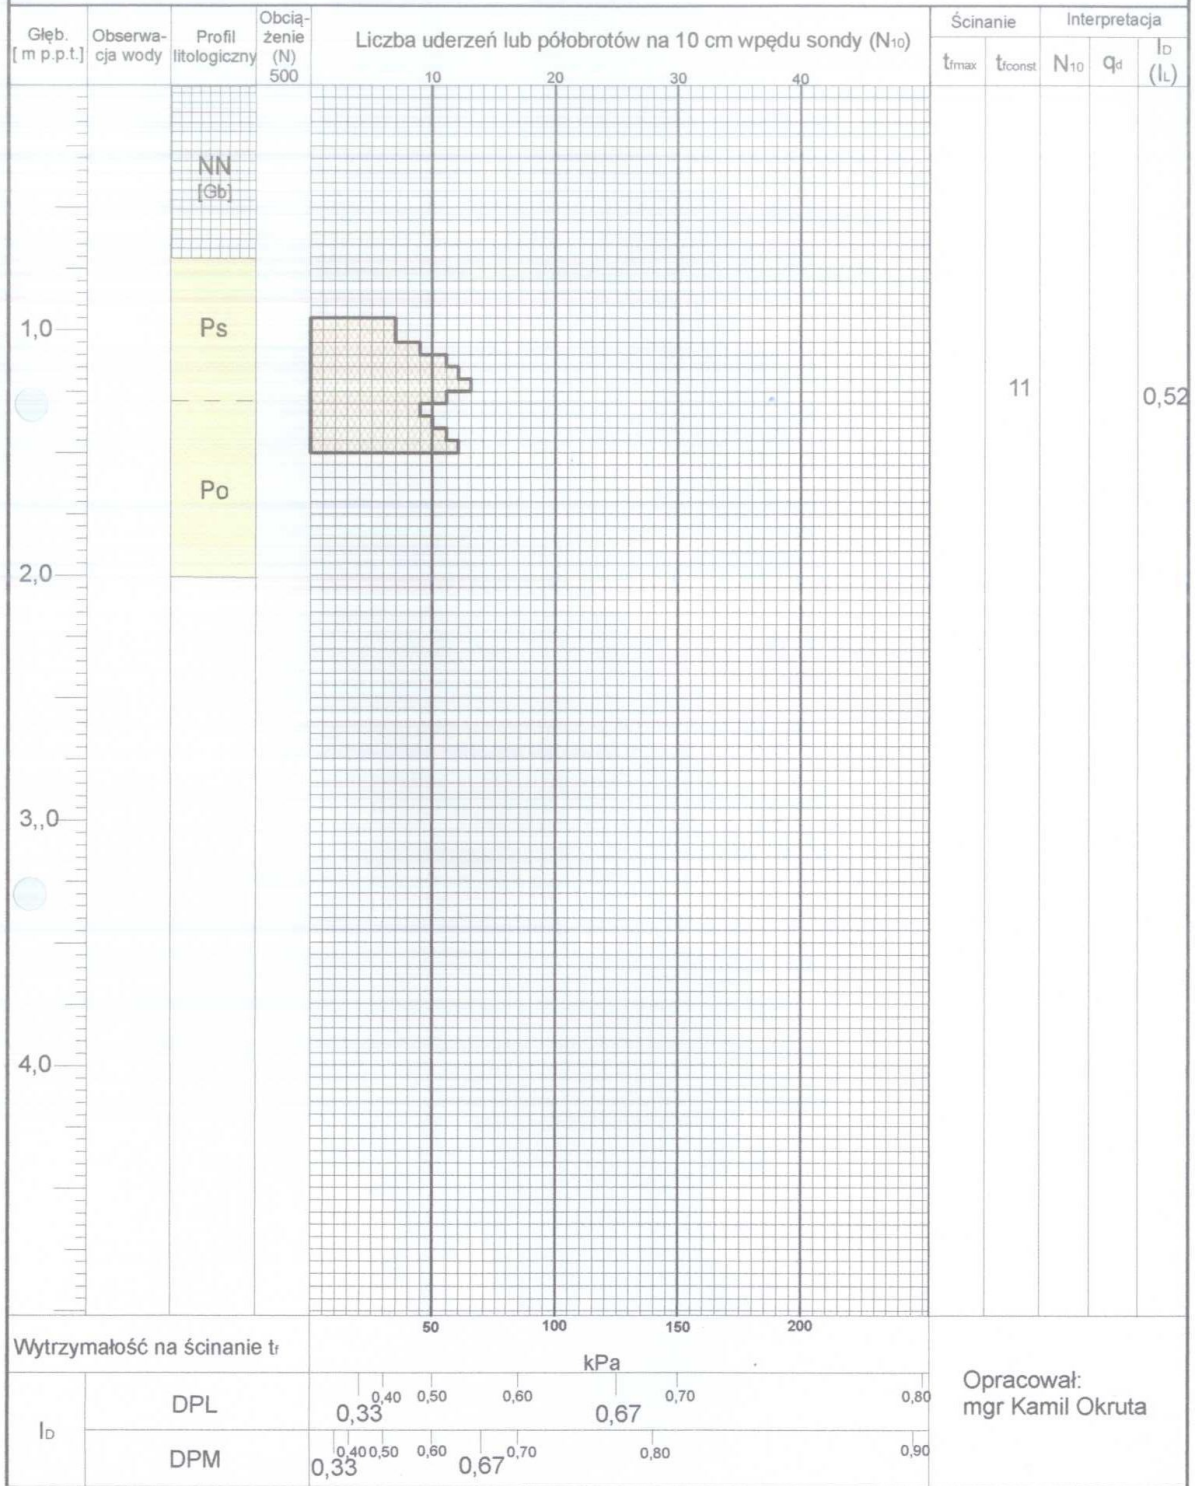 Głęb.
[ m p.p.t.]
Obserwa-
cja wody
Profil
litologiczny
Obcią-
żenie
(N)
500
Liczba uderzeń lub półobrotów na 10 cm wpędu sondy (N10)
10 20 30 40
Ścinanie
tfmax tfconst
Interpretacja
N10 qd ID
(IL)
NN
[Gb]
1,0
Ps
11
0,52
Po
2,0
3,,0
4,0
50 100 150 200
Wytrzymałość na ścinanie tf
kPa
ID
DPL
0,40 0,50 0,60 0,70 0,80
0,33 0,67
DPM
0,40 0,50 0,60 0,70 0,80 0,90
0,33 0,67
Opracował:
mgr Kamil Okruta